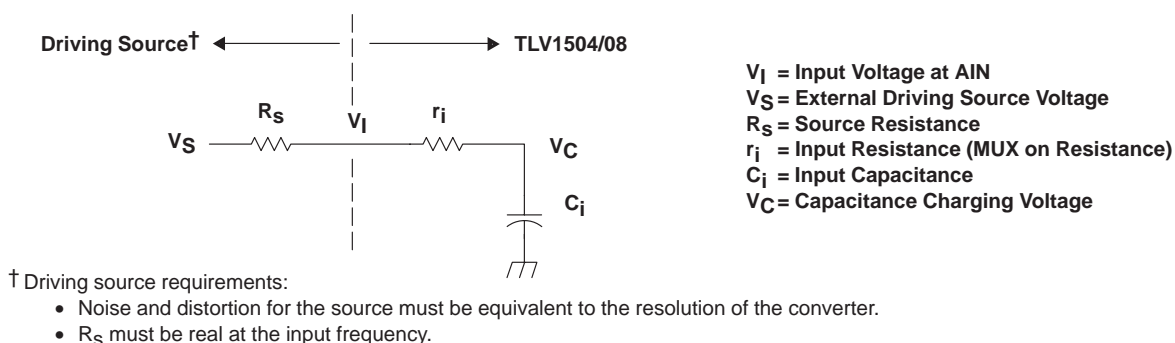 Driving Source† TLV1504/08
VI = Input Voltage at AIN
VS = External Driving Source Voltage
Rs = Source Resistance
ri = Input Resistance (MUX on Resistance)
Ci = Input Capacitance
VC = Capacitance Charging Voltage
Rs VI ri
VS VC
Ci
† Driving source requirements:
• Noise and distortion for the source must be equivalent to the resolution of the converter.
• Rs must be real at the input frequency.